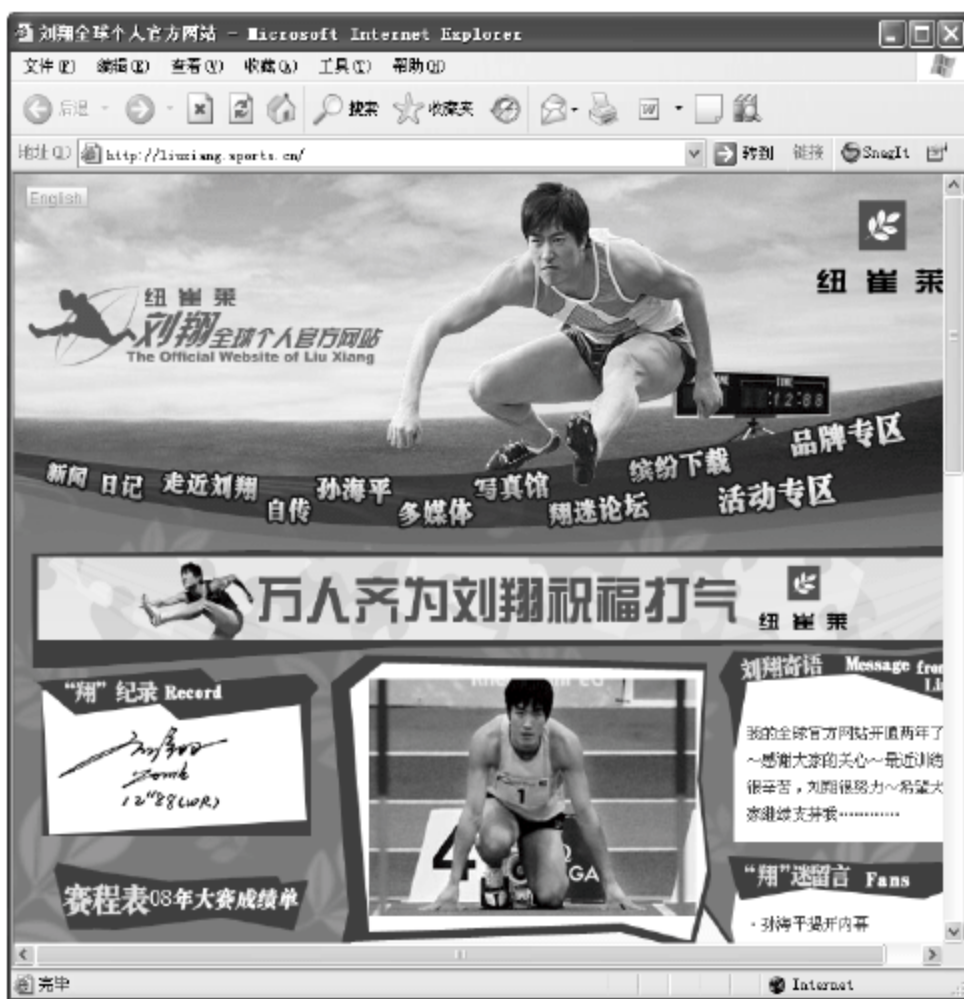 刘翔全球个人官方网站 - Microsoft Internet Explorer
文件(F) 编辑(E) 查看(V) 收藏(A) 工具(T) 帮助(H)
后退 搜索 收藏夹
地址(D) http://liuxiang.sports.cn/ 转到 链接 SnagIt
English
纽崔莱
纽崔莱
刘翔全球个人官方网站
The Official Website of Liu Xiang
TIME
:12:88
新闻 日记 走近刘翔 自传 孙海平 多媒体 写真馆 翔迷论坛 缤纷下载 活动专区 品牌专区
万人齐为刘翔祝福打气
纽崔莱
“翔”纪录 Record
12"88(WR)
赛程表08年大赛成绩单
1
4
GA
刘翔寄语 Message from
Li
我的全球官方网站开通两年了
~感谢大家的关心~最近训练
很辛苦，刘翔很努力~希望大
家继续支持我…………
“翔”迷留言 Fans
·孙海平揭开内幕
完毕 Internet